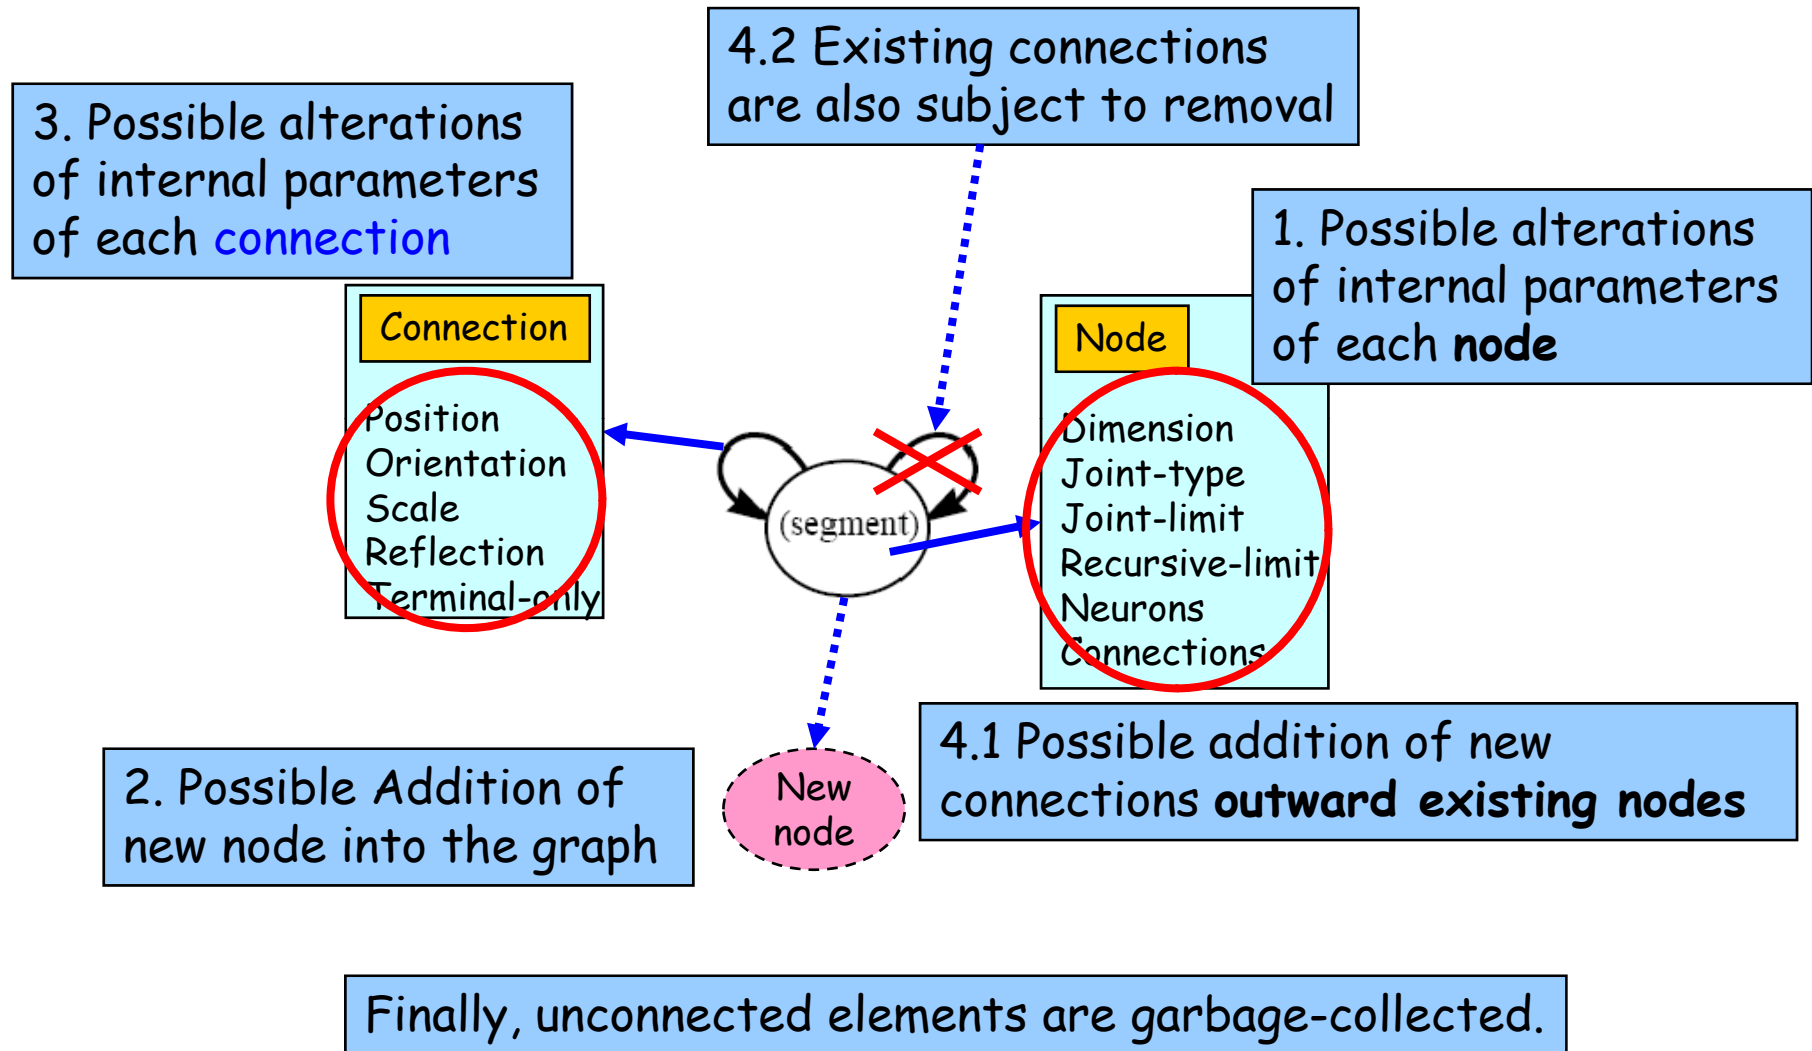 4.2 Existing connections
are also subject to removal
3. Possible alterations
of internal parameters
of each connection
1. Possible alterations
of internal parameters
of each node
Connection
Position
Orientation
Scale
Reflection
Terminal-only
(segment)
Node
Dimension
Joint-type
Joint-limit
Recursive-limit
Neurons
Connections
2. Possible Addition of
new node into the graph
New
node
4.1 Possible addition of new
connections outward existing nodes
Finally, unconnected elements are garbage-collected.